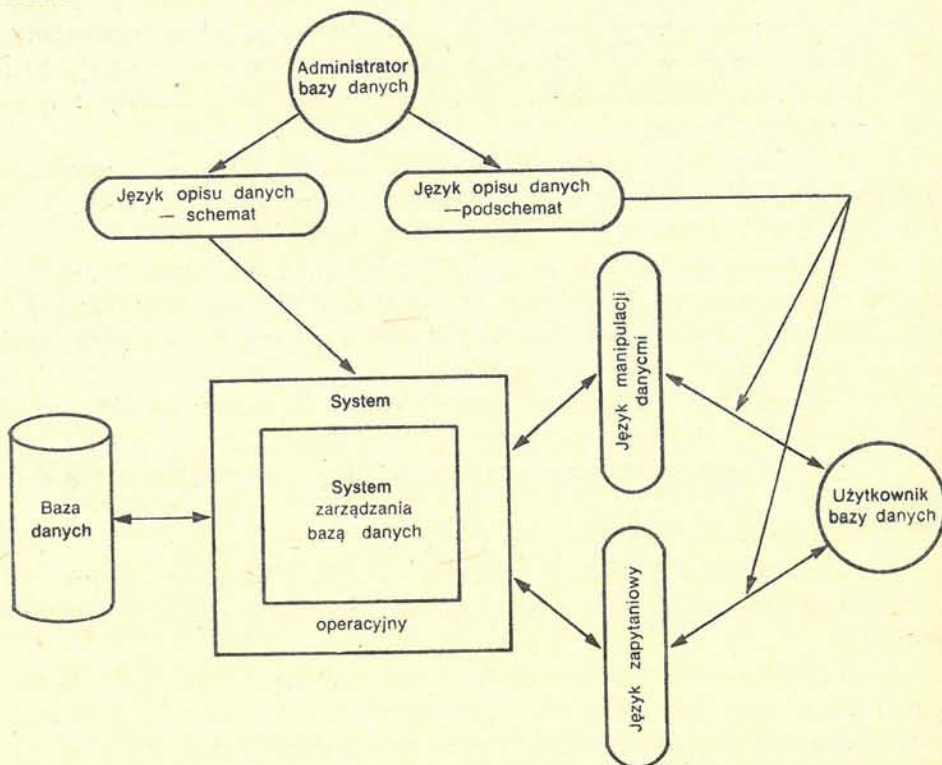 Administrator
bazy danych
Język opisu danych
— schemat
Język opisu danych
—podschemat
Język manipulacji
danycmi
System
System
zarządzania
bazą danych
operacyjny
Baza
danych
Użytkownik
bazy danych
Język zapytaniowy